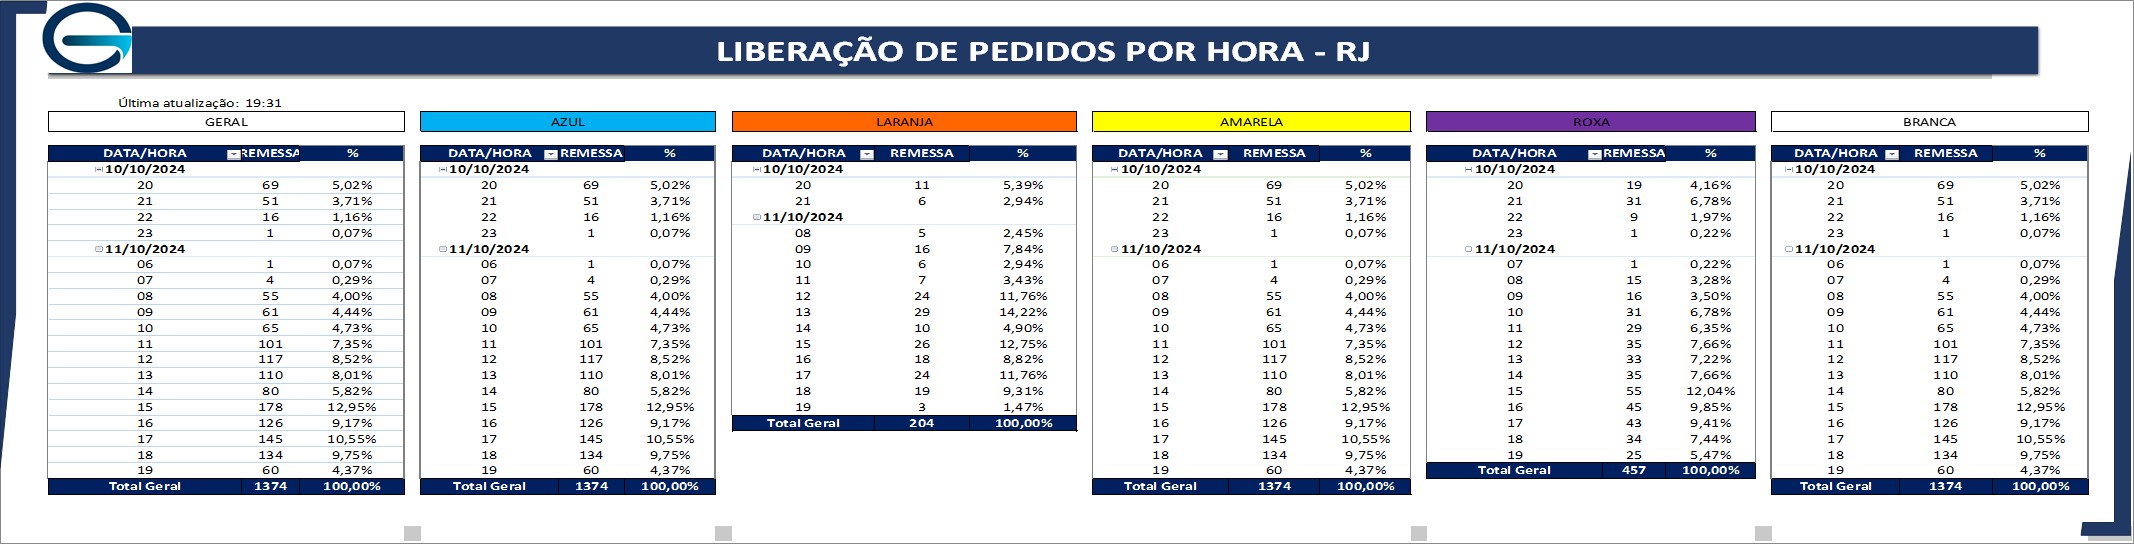 LIBERAÇÃO DE PEDIDOS POR HORA - RJ
Última atualização: 19:31
GERAL
DATA/HORA REMESSA %
10/10/2024
20 69 5,02%
21 51 3,71%
22 16 1,16%
23 1 0,07%
11/10/2024
06 1 0,07%
07 4 0,29%
08 55 4,00%
09 61 4,44%
10 65 4,73%
11 101 7,35%
12 117 8,52%
13 110 8,01%
14 80 5,82%
15 178 12,95%
16 126 9,17%
17 145 10,55%
18 134 9,75%
19 60 4,37%
Total Geral 1374 100,00%
AZUL
DATA/HORA REMESSA %
10/10/2024
20 69 5,02%
21 51 3,71%
22 16 1,16%
23 1 0,07%
11/10/2024
06 1 0,07%
07 4 0,29%
08 55 4,00%
09 61 4,44%
10 65 4,73%
11 101 7,35%
12 117 8,52%
13 110 8,01%
14 80 5,82%
15 178 12,95%
16 126 9,17%
17 145 10,55%
18 134 9,75%
19 60 4,37%
Total Geral 1374 100,00%
LARANJA
DATA/HORA REMESSA %
10/10/2024
20 11 5,39%
21 6 2,94%
11/10/2024
08 5 2,45%
09 16 7,84%
10 6 2,94%
11 7 3,43%
12 24 11,76%
13 29 14,22%
14 10 4,90%
15 26 12,75%
16 18 8,82%
17 24 11,76%
18 19 9,31%
19 3 1,47%
Total Geral 204 100,00%
AMARELA
DATA/HORA REMESSA %
10/10/2024
20 69 5,02%
21 51 3,71%
22 16 1,16%
23 1 0,07%
11/10/2024
06 1 0,07%
07 4 0,29%
08 55 4,00%
09 61 4,44%
10 65 4,73%
11 101 7,35%
12 117 8,52%
13 110 8,01%
14 80 5,82%
15 178 12,95%
16 126 9,17%
17 145 10,55%
18 134 9,75%
19 60 4,37%
Total Geral 1374 100,00%
ROXA
DATA/HORA REMESSA %
10/10/2024
20 19 4,16%
21 31 6,78%
22 9 1,97%
23 1 0,22%
11/10/2024
07 1 0,22%
08 15 3,28%
09 16 3,50%
10 31 6,78%
11 29 6,35%
12 35 7,66%
13 33 7,22%
14 35 7,66%
15 55 12,04%
16 45 9,85%
17 43 9,41%
18 34 7,44%
19 25 5,47%
Total Geral 457 100,00%
BRANCA
DATA/HORA REMESSA %
10/10/2024
20 69 5,02%
21 51 3,71%
22 16 1,16%
23 1 0,07%
11/10/2024
06 1 0,07%
07 4 0,29%
08 55 4,00%
09 61 4,44%
10 65 4,73%
11 101 7,35%
12 117 8,52%
13 110 8,01%
14 80 5,82%
15 178 12,95%
16 126 9,17%
17 145 10,55%
18 134 9,75%
19 60 4,37%
Total Geral 1374 100,00%